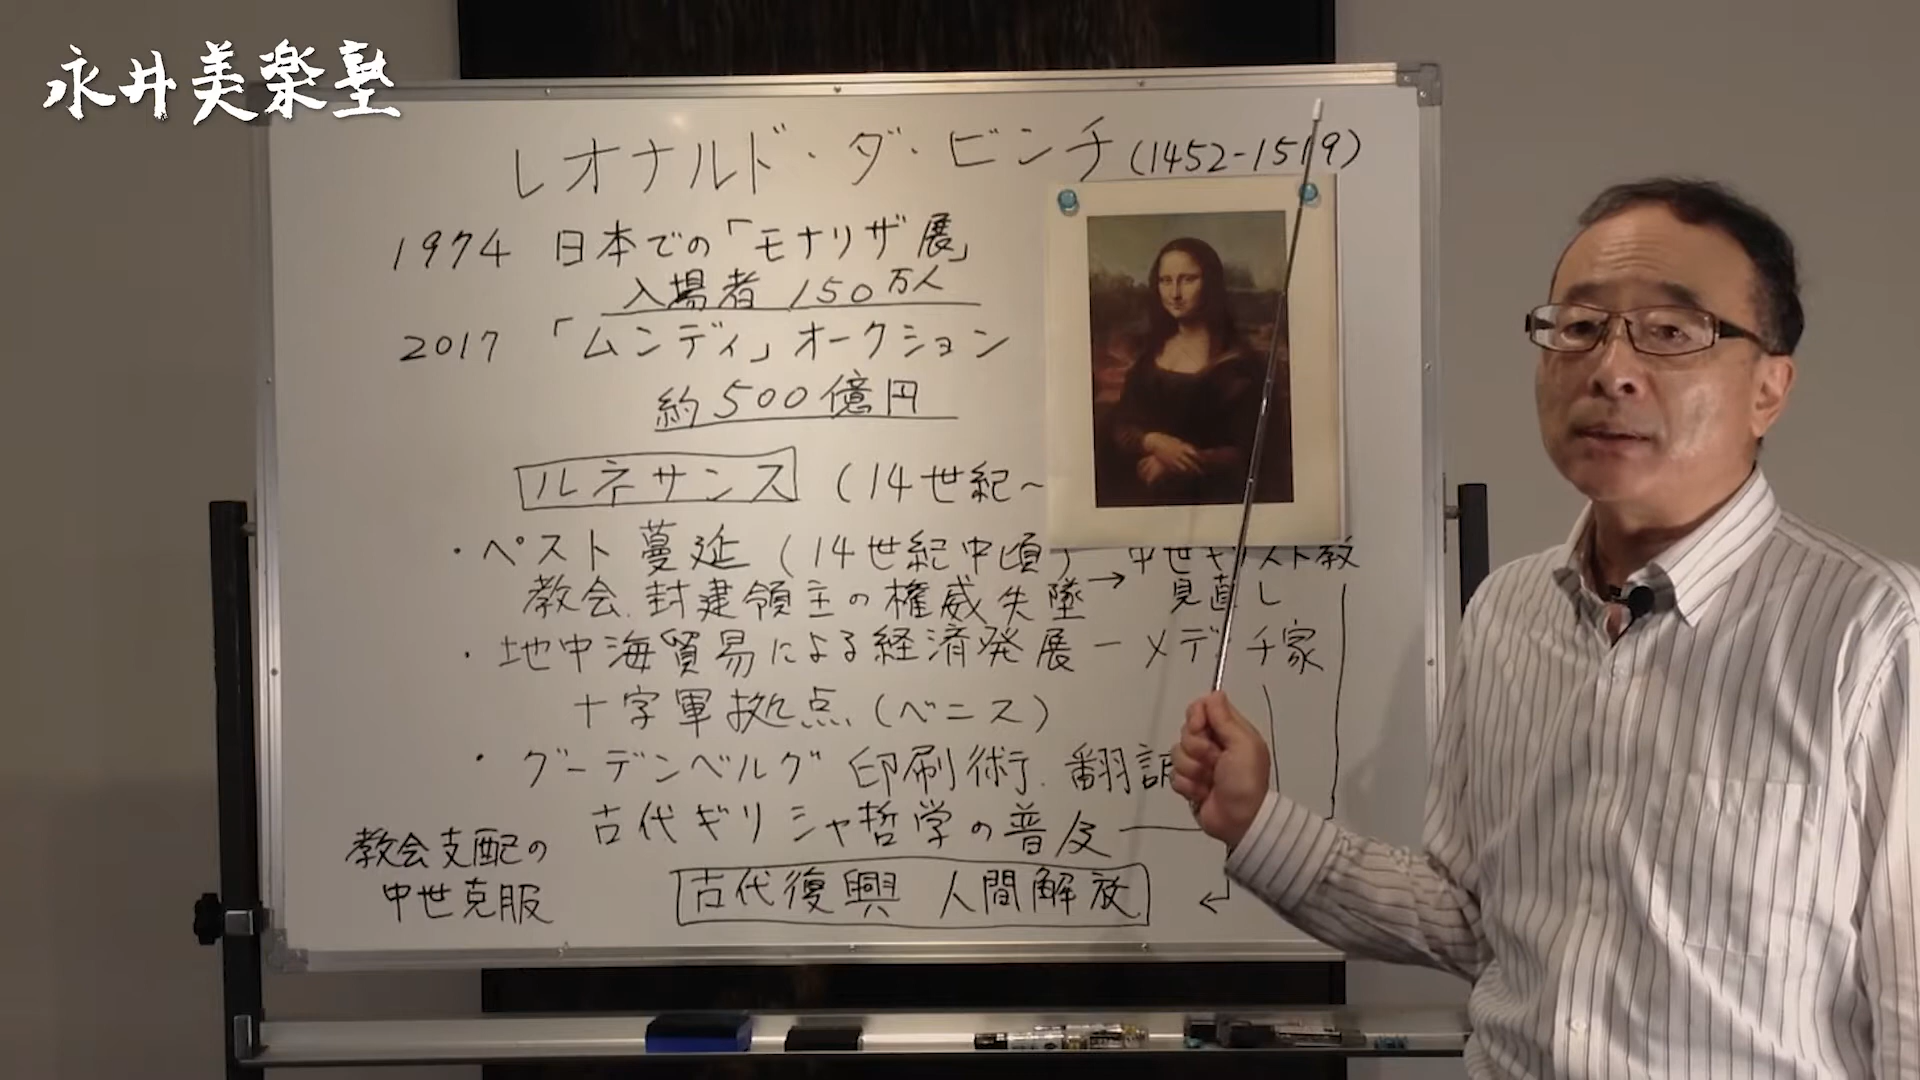 永井美楽塾
レオナルド・ダ・ビンチ (1452-1519)
1974 日本での「モナリザ展」
入場者 150万人
2017 「ムンディ」オークション
約500億円
ルネサンス (14世紀~
・ペスト蔓延 (14世紀中頃) 中世キリスト教
教会.封建領主の権威失墜→ 見直し
・地中海貿易による経済発展ーメディチ家
十字軍拠点 (ベニス)
・グーデンベルグ 印刷術.翻訳
古代ギリシャ哲学の普及
教会支配の
中世克服
古代復興 人間解放